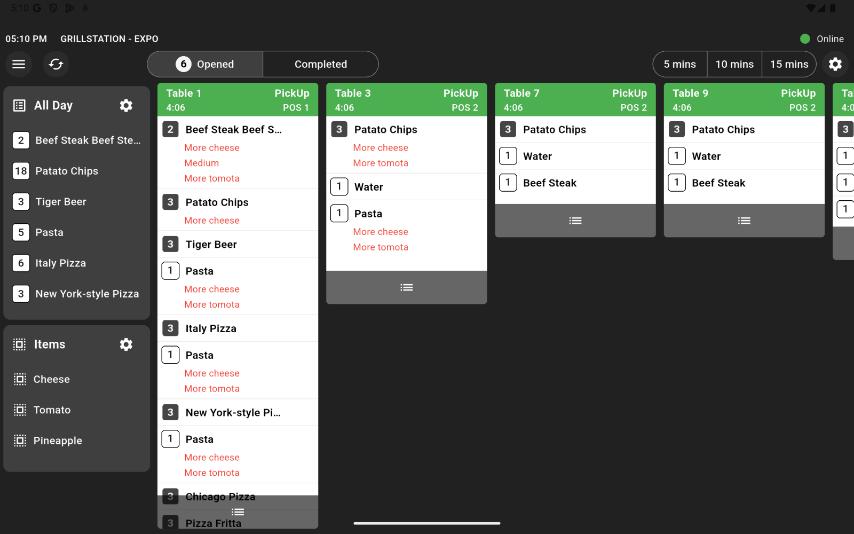 5:10
05:10 PM GRILLSTATION - EXPO
Online
6 Opened
Completed
5 mins
10 mins
15 mins
All Day
2 Beef Steak Beef Ste...
18 Patato Chips
3 Tiger Beer
5 Pasta
6 Italy Pizza
3 New York-style Pizza
Items
Cheese
Tomato
Pineapple
Table 1 PickUp
4:06 POS 1
2 Beef Steak Beef S...
More cheese
Medium
More tomota
3 Patato Chips
More cheese
3 Tiger Beer
1 Pasta
More cheese
More tomota
3 Italy Pizza
1 Pasta
More cheese
More tomota
3 New York-style Pi...
1 Pasta
More cheese
More tomota
3 Chicago Pizza
3 Pizza Fritta
Table 3 PickUp
4:06 POS 2
3 Patato Chips
More cheese
More tomota
1 Water
1 Pasta
More cheese
More tomota
Table 7 PickUp
4:06 POS 2
3 Patato Chips
1 Water
1 Beef Steak
Table 9 PickUp
4:06 POS 2
3 Patato Chips
1 Water
1 Beef Steak
3
1
1